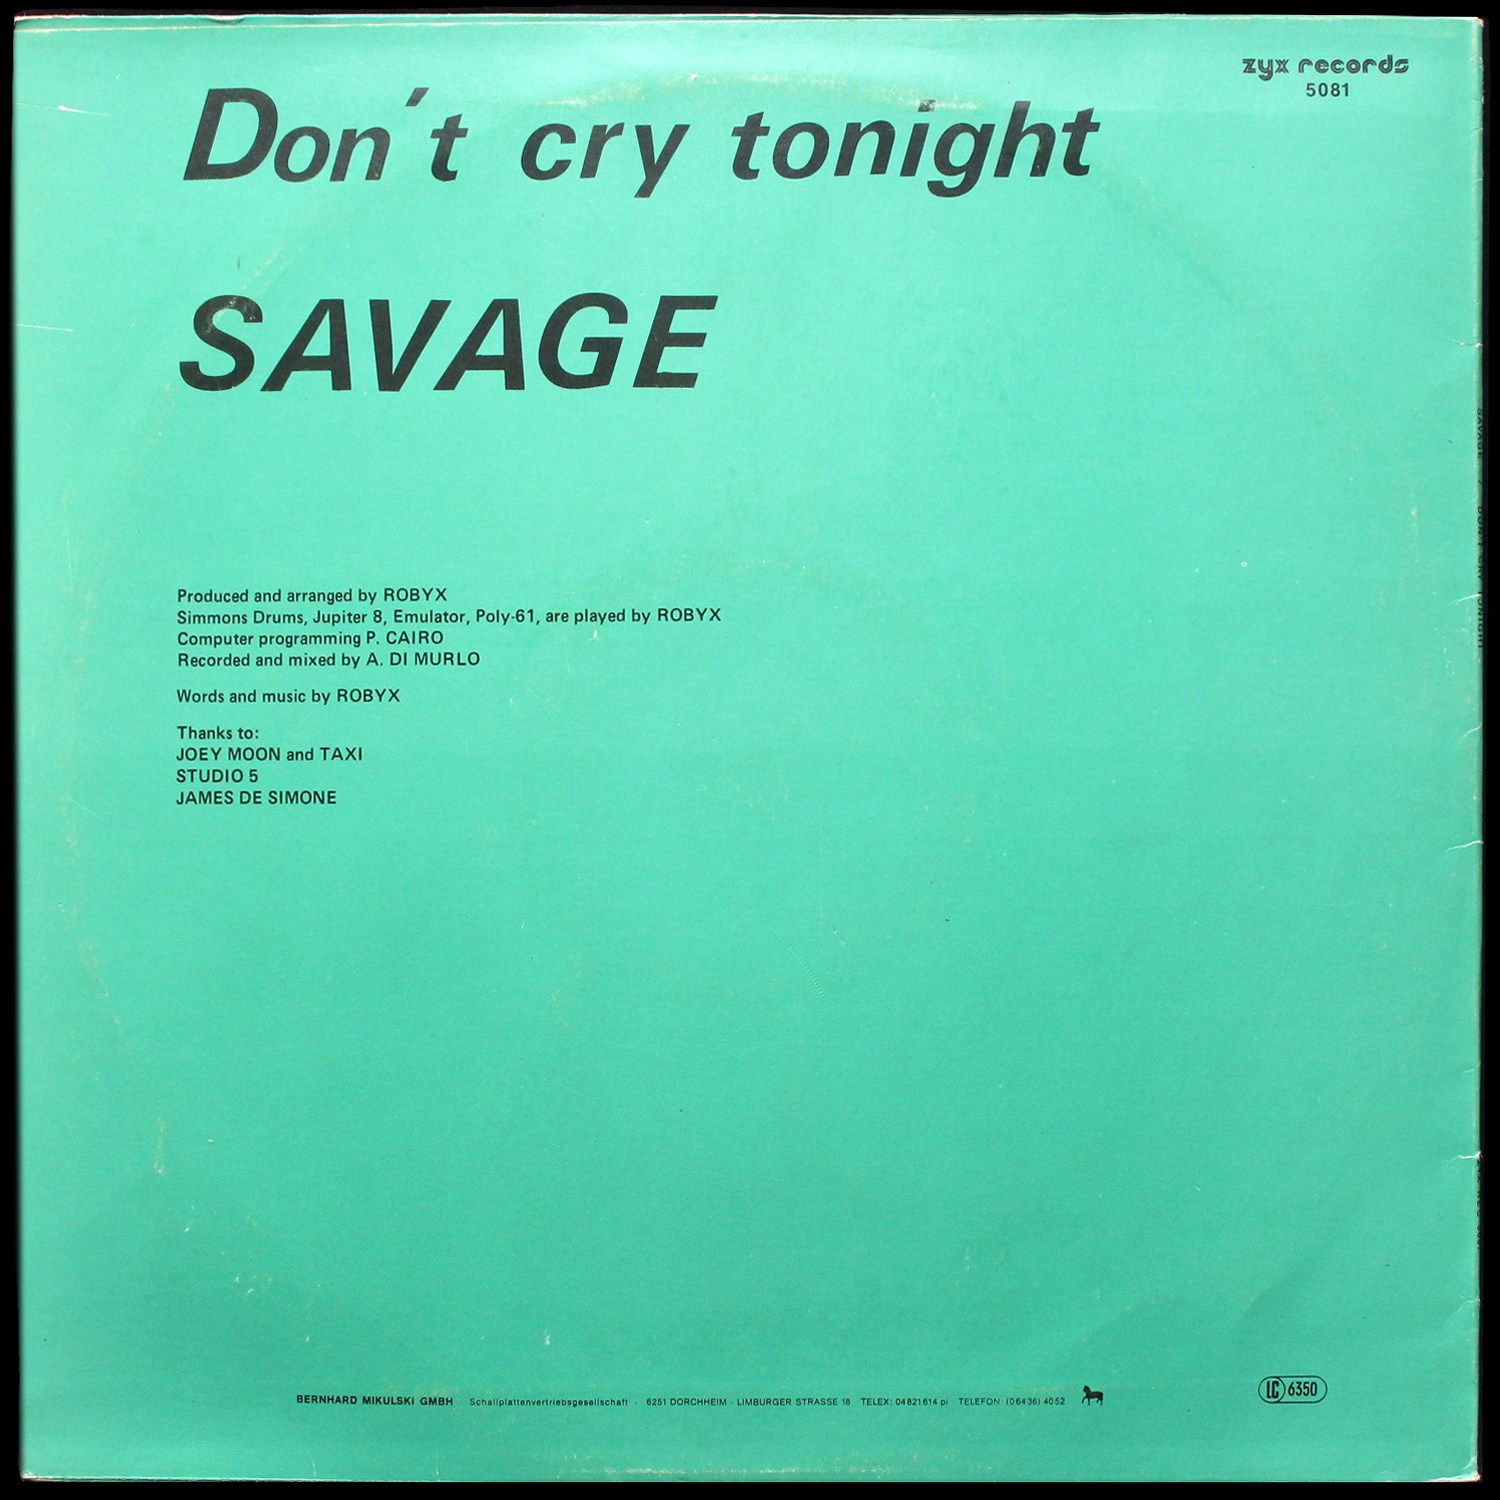 zyx records
5081
Don't cry tonight
SAVAGE
Produced and arranged by ROBYX
Simmons Drums, Jupiter 8, Emulator, Poly-61, are played by ROBYX
Computer programming P. CAIRO
Recorded and mixed by A. DI MURLO
Words and music by ROBYX
Thanks to:
JOEY MOON and TAXI
STUDIO 5
JAMES DE SIMONE
BERNHARD MIKULSKI GMBH Schallplattenvertriebsgesellschaft · 6251 DORCHHEIM · LIMBURGER STRASSE 18 TELEX: 04821614 pi TELEFON: (06436) 4052
LC 6350